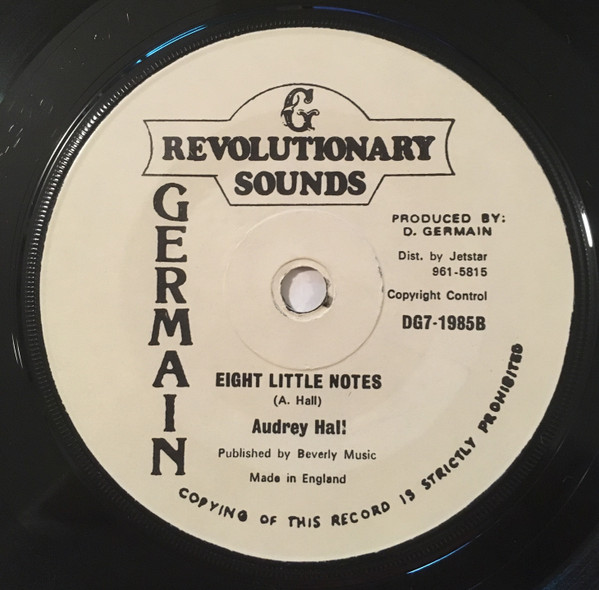 G
REVOLUTIONARY
SOUNDS
GERMAIN
PRODUCED BY:
D. GERMAIN
Dist. by Jetstar
961-5815
Copyright Control
DG7-1985B
EIGHT LITTLE NOTES
(A. Hall)
Audrey Hall
Published by Beverly Music
Made in England
COPYING OF THIS RECORD IS STRICTLY PROHIBITED